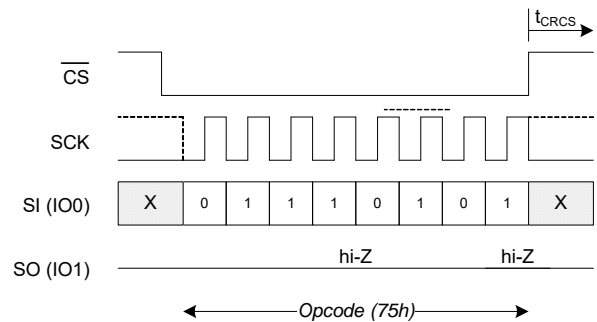 tCRCS
CS
SCK
SI (IO0) X 0 1 1 1 0 1 0 1 X
hi-Z hi-Z
SO (IO1)
Opcode (75h)